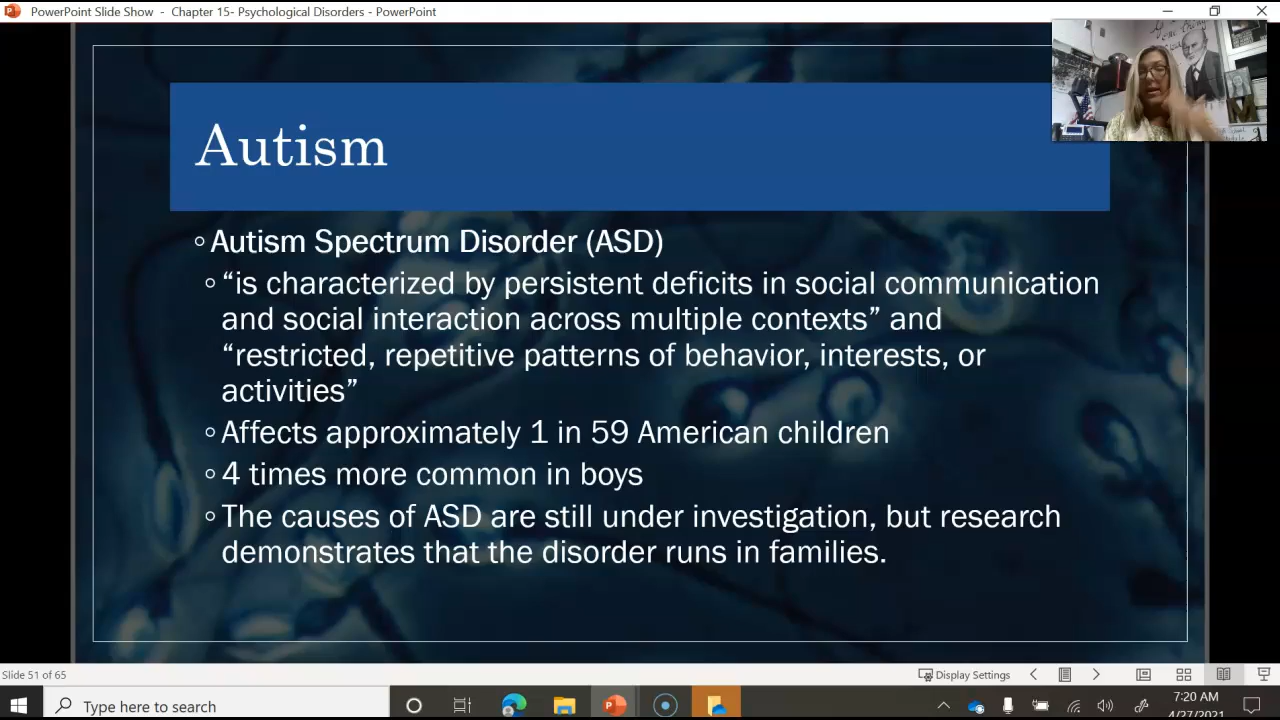 PowerPoint Slide Show - Chapter 15- Psychological Disorders - PowerPoint
Autism
Autism Spectrum Disorder (ASD)
“is characterized by persistent deficits in social communication
and social interaction across multiple contexts” and
“restricted, repetitive patterns of behavior, interests, or
activities”
Affects approximately 1 in 59 American children
4 times more common in boys
The causes of ASD are still under investigation, but research
demonstrates that the disorder runs in families.
Slide 51 of 65
Display Settings
Type here to search
7:20 AM
4/27/2021